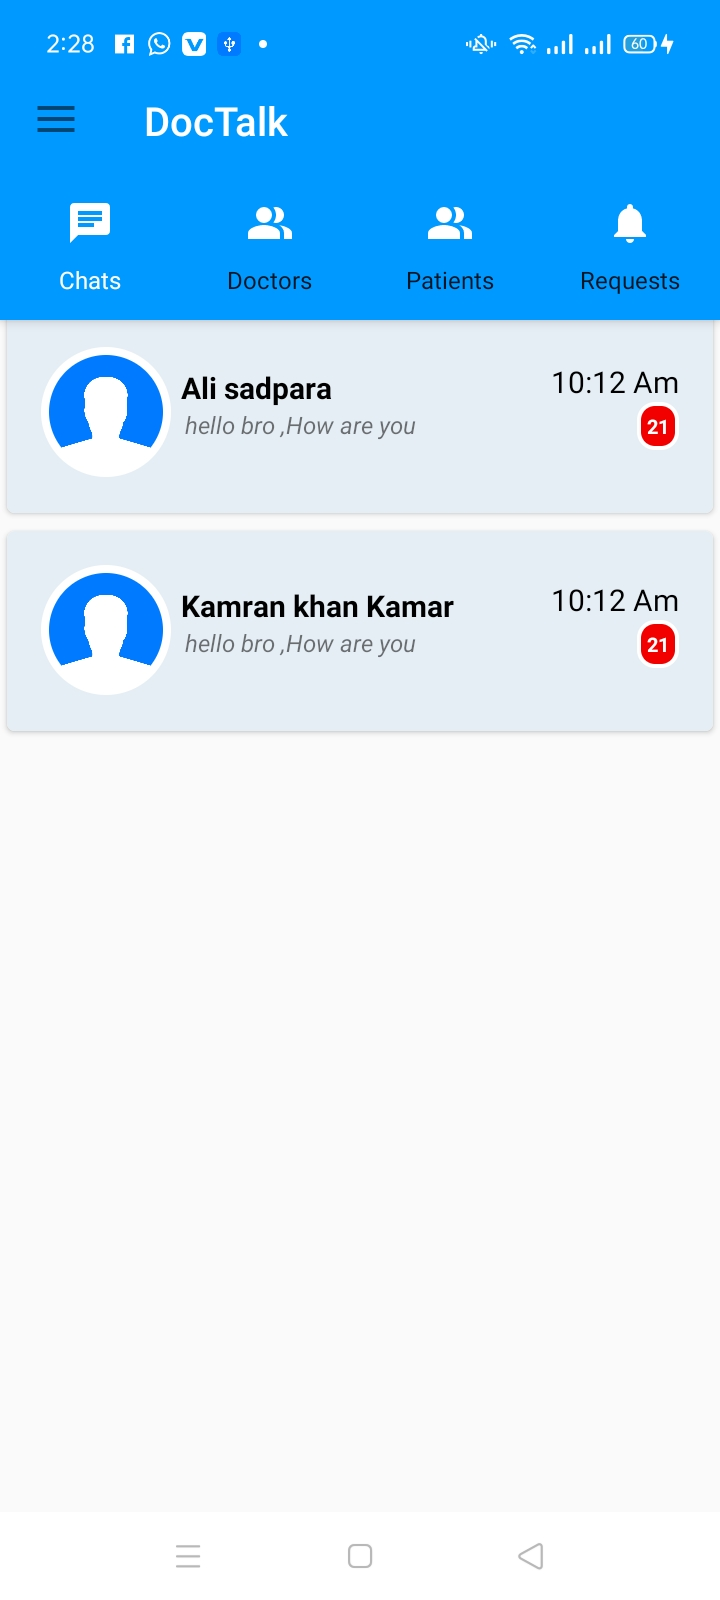 2:28 60
DocTalk
Chats Doctors Patients Requests
Ali sadpara 10:12 Am
hello bro ,How are you 21
Kamran khan Kamar 10:12 Am
hello bro ,How are you 21